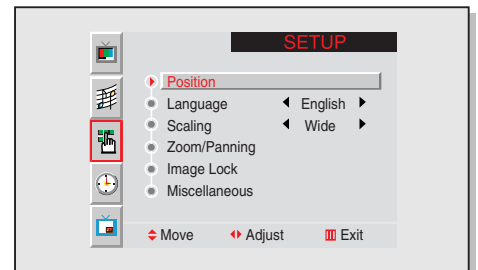 SETUP
Position
Language English
Scaling Wide
Zoom/Panning
Image Lock
Miscellaneous
Move Adjust Exit